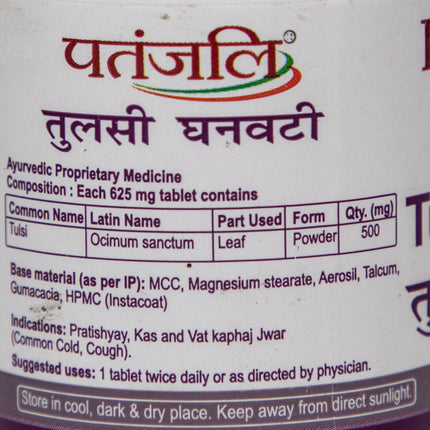 पतंजलि
तुलसी घनवटी
Ayurvedic Proprietary Medicine
Composition : Each 625 mg tablet contains
Common Name Latin Name Part Used Form Qty. (mg)
Tulsi Ocimum sanctum Leaf Powder 500
Base material (as per IP): MCC, Magnesium stearate, Aerosil, Talcum,
Gumacacia, HPMC (Instacoat)
Indications: Pratishyay, Kas and Vat kaphaj Jwar
(Common Cold, Cough).
Suggested uses: 1 tablet twice daily or as directed by physician.
Store in cool, dark & dry place. Keep away from direct sunlight.